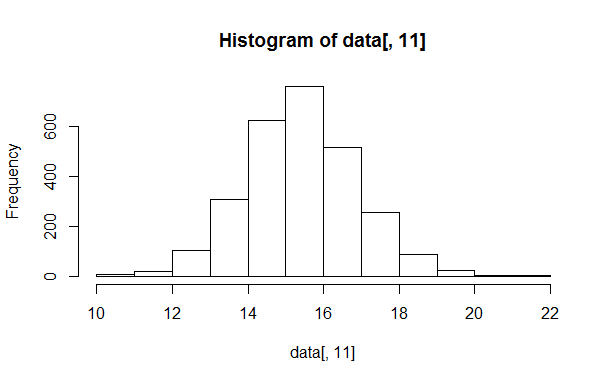 Histogram of data[, 11]
Frequency
600
400
200
0
10 12 14 16 18 20 22
data[, 11]